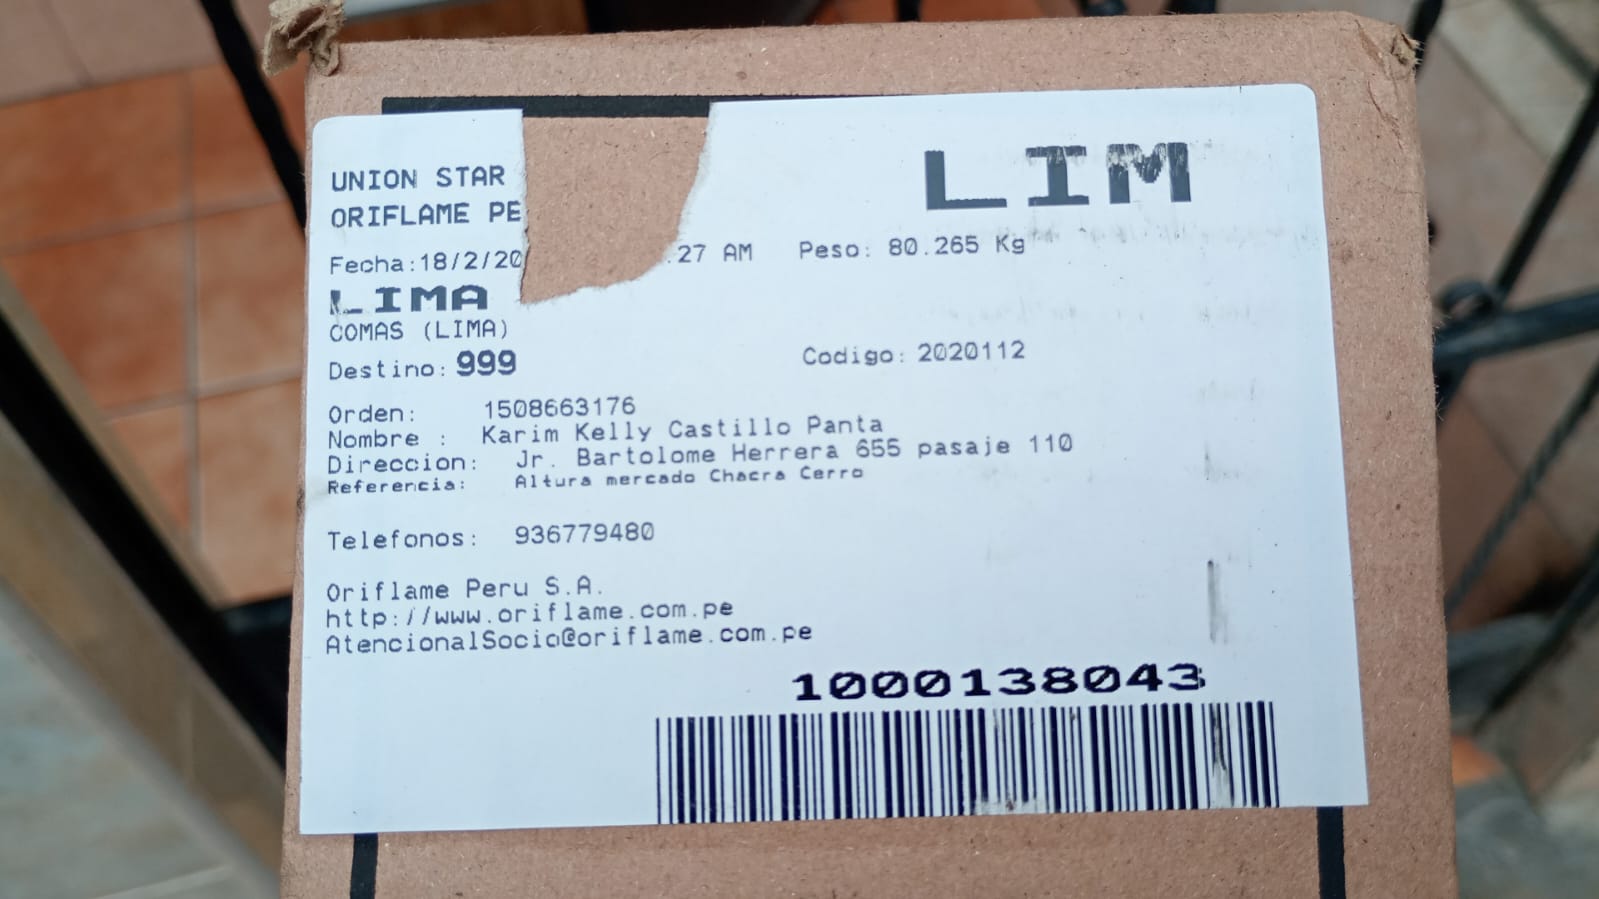 LIM
UNION STAR
ORIFLAME PE
Fecha:18/2/20 .27 AM Peso: 80.265 Kg
LIMA
COMAS (LIMA)
Destino: 999 Codigo: 2020112
Orden: 1508663176
Nombre : Karim Kelly Castillo Panta
Direccion: Jr. Bartolome Herrera 655 pasaje 110
Referencia: Altura mercado Chacra Cerro
Telefonos: 936779480
Oriflame Peru S.A.
http://www.oriflame.com.pe
AtencionalSocio@oriflame.com.pe
1000138043